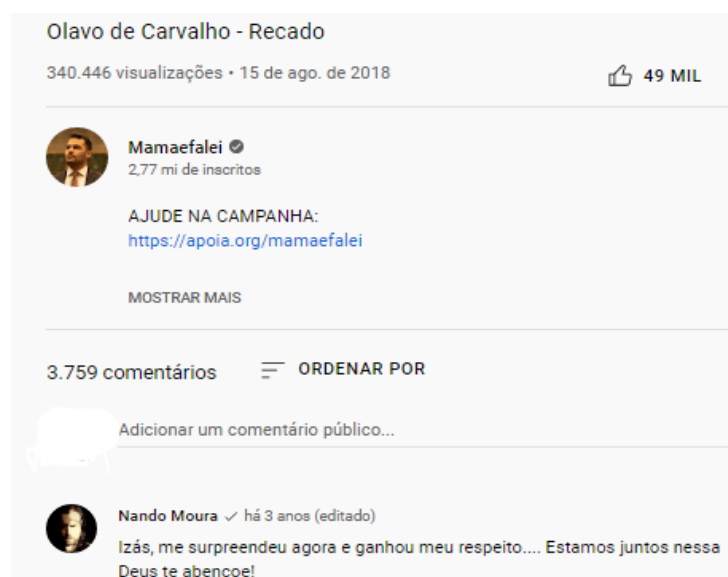 Olavo de Carvalho - Recado
340.446 visualizações • 15 de ago. de 2018
49 MIL
Mamaefalei
2,77 mi de inscritos
AJUDE NA CAMPANHA:
https://apoia.org/mamaefalei
MOSTRAR MAIS
3.759 comentários
ORDENAR POR
Adicionar um comentário público...
Nando Moura ✓ há 3 anos (editado)
Izás, me surpreendeu agora e ganhou meu respeito.... Estamos juntos nessa
Deus te abençoe!